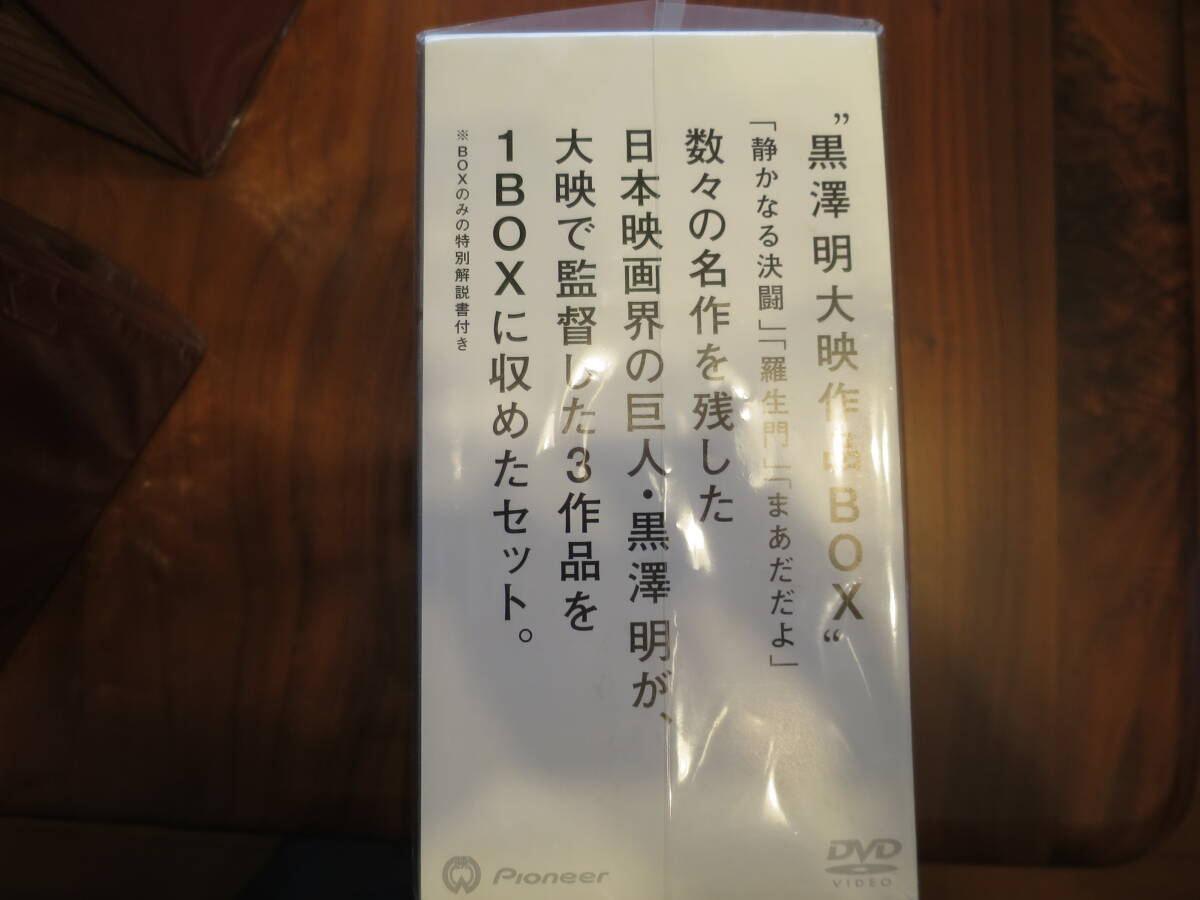 ”黒澤 明大映作品BOX“
「静かなる決闘」「羅生門」「まあだだよ」
数々の名作を残した
日本映画界の巨人・黒澤 明が、
大映で監督した3作品を
1BOXに収めたセット。
※BOXのみの特別解説書付き
Pioneer
DVD
VIDEO